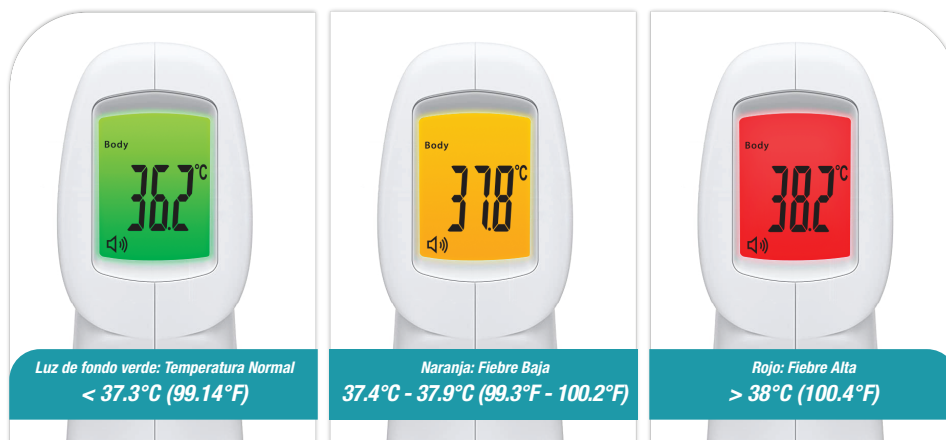 Body
36.2°C
Luz de fondo verde: Temperatura Normal
< 37.3°C (99.14°F)
Body
37.8°C
Naranja: Fiebre Baja
37.4°C - 37.9°C (99.3°F - 100.2°F)
Body
38.2°C
Rojo: Fiebre Alta
> 38°C (100.4°F)